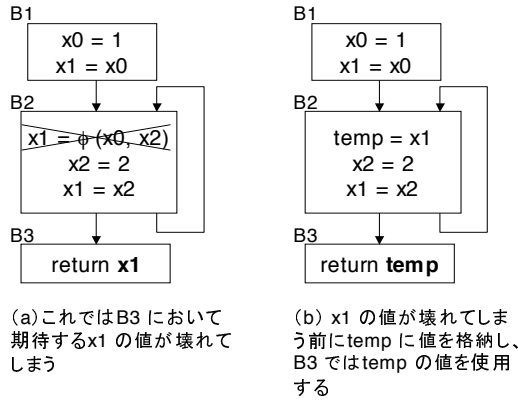 B1
x0 = 1
x1 = x0
B2
x1 = ϕ (x0, x2)
x2 = 2
x1 = x2
B3
return x1
(a)これではB3 において
期待するx1 の値が壊れて
しまう
B1
x0 = 1
x1 = x0
B2
temp = x1
x2 = 2
x1 = x2
B3
return temp
(b) x1 の値が壊れてしま
う前にtemp に値を格納し、
B3 ではtemp の値を使用
する